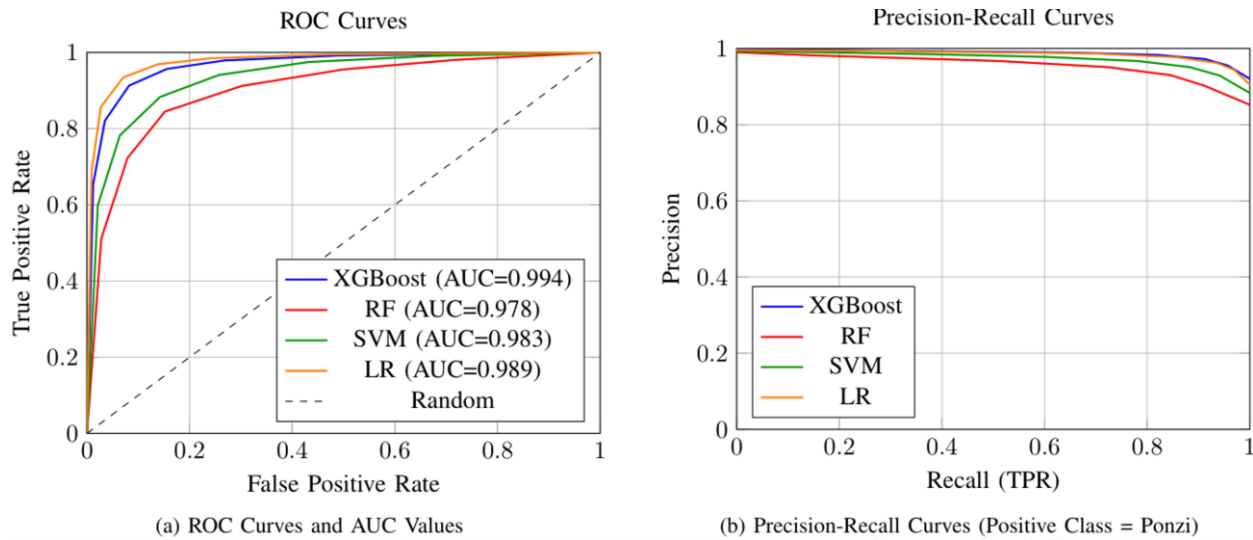 ROC Curves
1
0.8
0.6
0.4
0.2
0
True Positive Rate
XGBoost (AUC=0.994)
RF (AUC=0.978)
SVM (AUC=0.983)
LR (AUC=0.989)
Random
0 0.2 0.4 0.6 0.8 1
False Positive Rate
(a) ROC Curves and AUC Values
Precision-Recall Curves
1
0.8
0.6
0.4
0.2
0
Precision
XGBoost
RF
SVM
LR
0 0.2 0.4 0.6 0.8 1
Recall (TPR)
(b) Precision-Recall Curves (Positive Class = Ponzi)